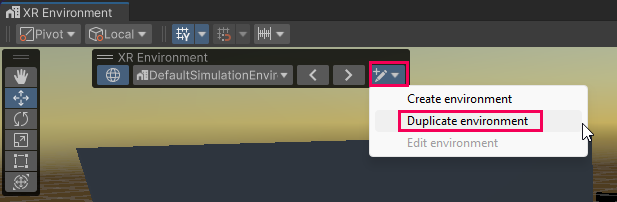 XR Environment
Pivot
Local
XR Environment
DefaultSimulationEnvir
Create environment
Duplicate environment
Edit environment